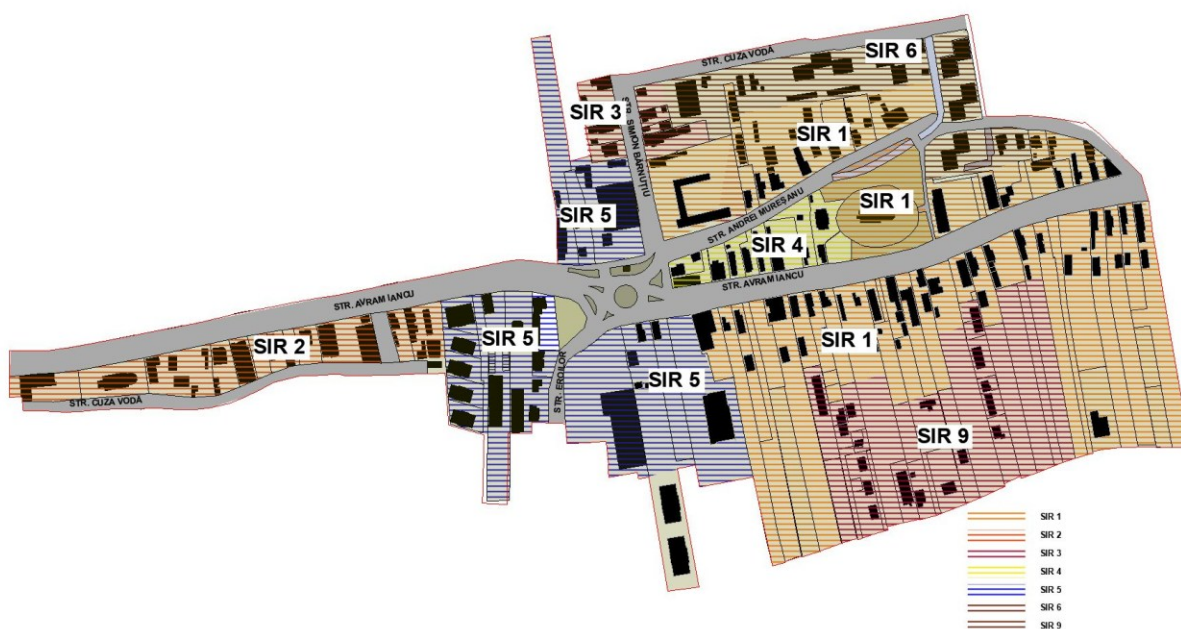 STR. CUZA VODĂ
SIR 6
SIR 3
STR. SIMION BĂRNUȚIU
SIR 1
SIR 5
STR. ANDREI MUREȘANU
SIR 1
SIR 4
STR. AVRAM IANCU
STR. AVRAM IANCU
SIR 5
SIR 2
SIR 1
STR. EROILOR
SIR 5
STR. CUZA VODĂ
SIR 9
SIR 1
SIR 2
SIR 3
SIR 4
SIR 5
SIR 6
SIR 9